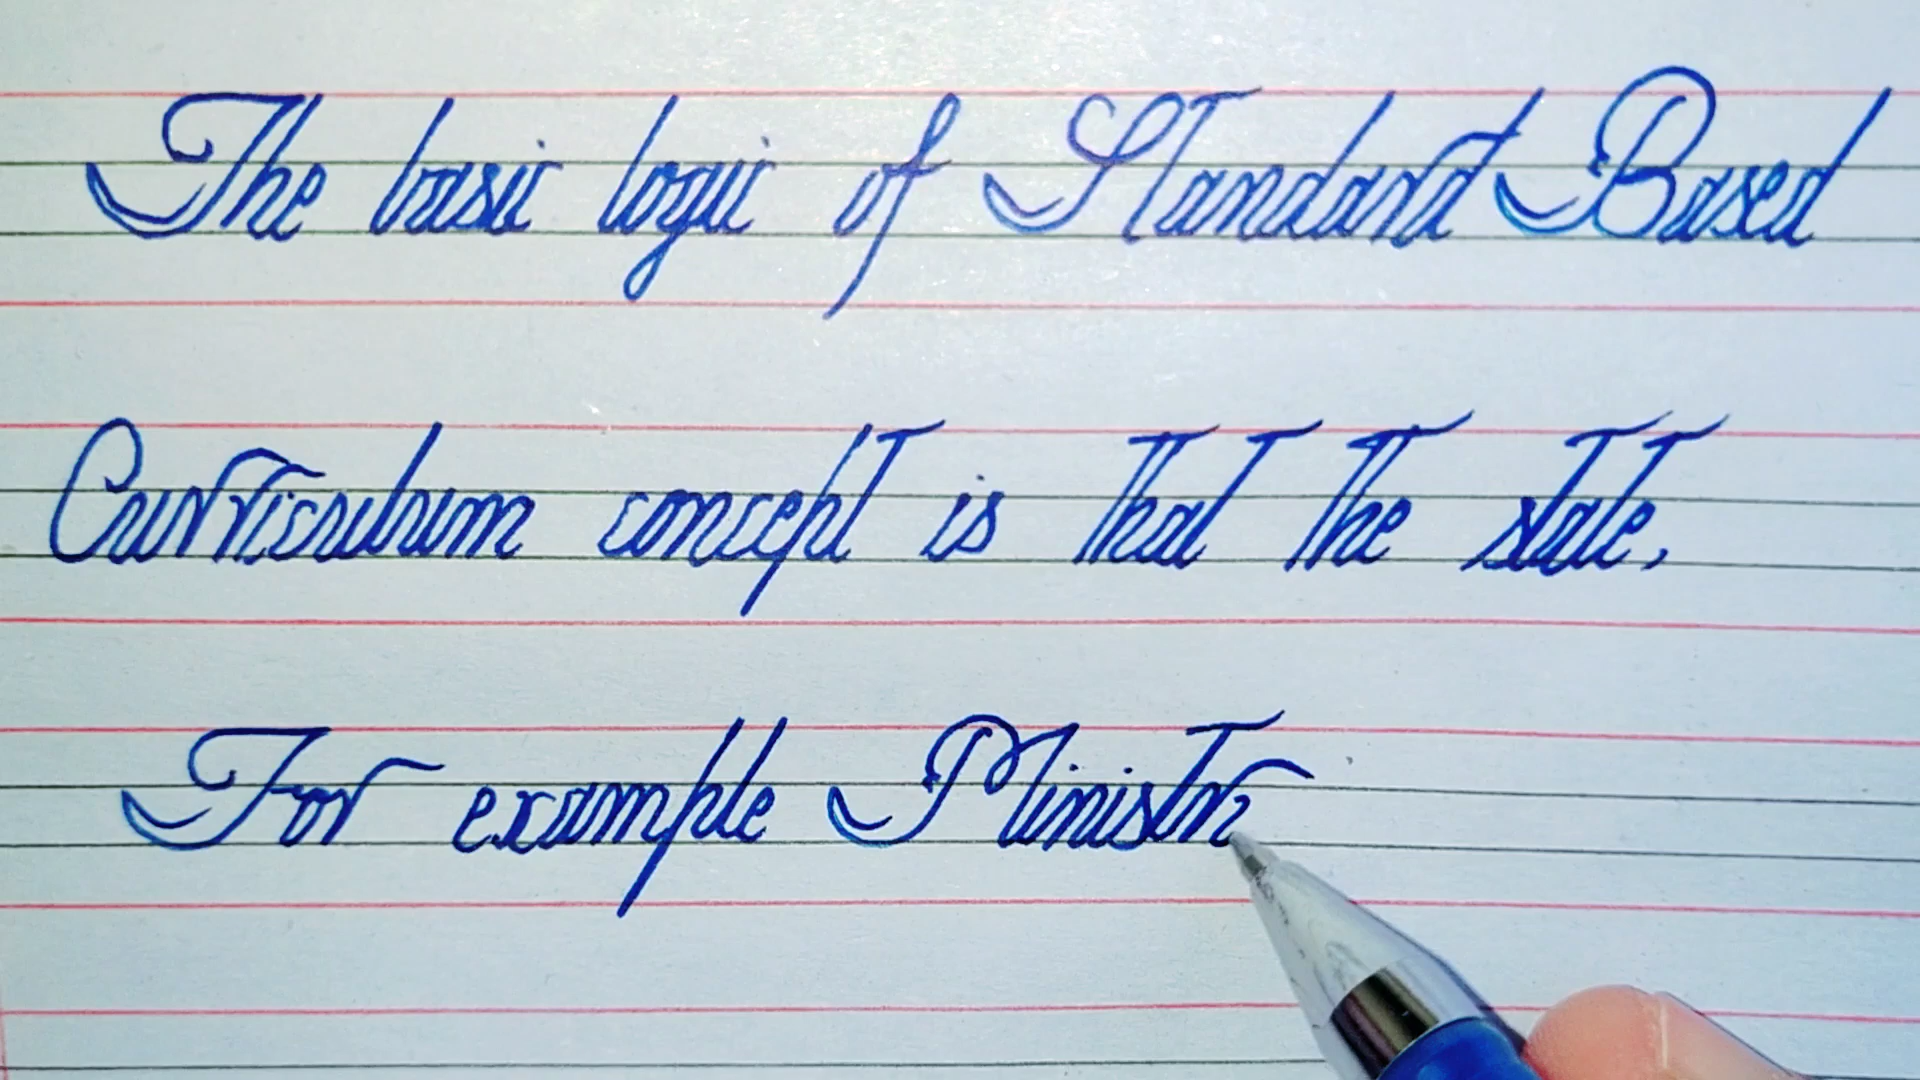 The basic logic of Standard Based
Curriculum concept is that the state,
For example Ministr